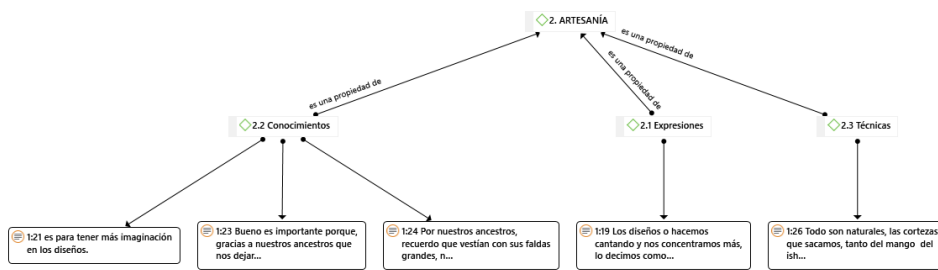 2. ARTESANÍA
es una propiedad de
es una propiedad de
es una propiedad de
2.2 Conocimientos
2.1 Expresiones
2.3 Técnicas
1:21 es para tener más imaginación
en los diseños.
1:23 Bueno es importante porque,
gracias a nuestros ancestros que
nos dejar...
1:24 Por nuestros ancestros,
recuerdo que vestían con sus faldas
grandes, n...
1:19 Los diseños o hacemos
cantando y nos concentramos más,
lo decimos como...
1:26 Todo son naturales, las cortezas
que sacamos, tanto del mango del
ish...